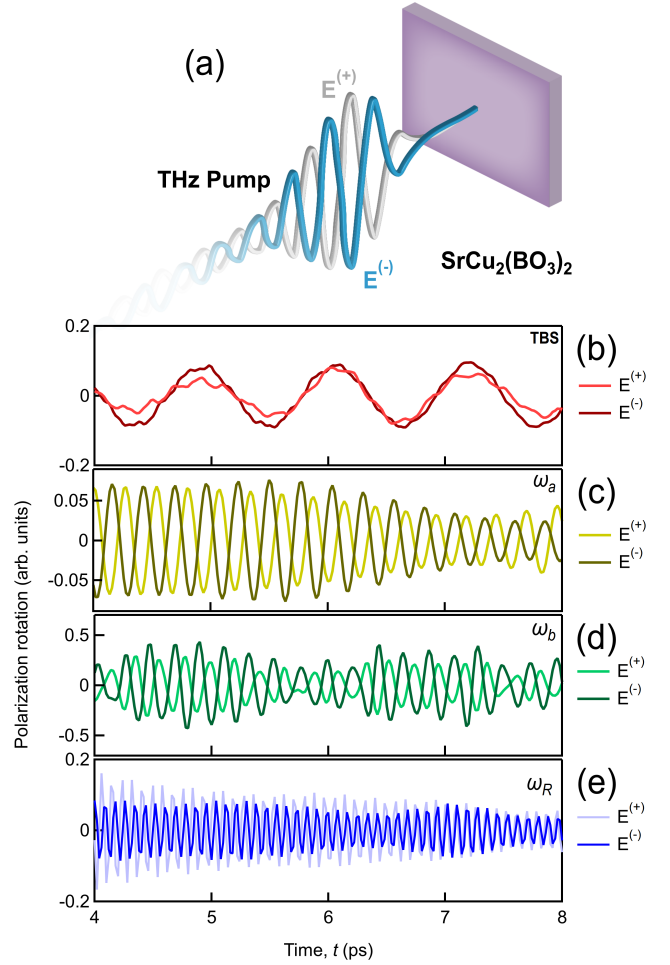 (a)
E(+)
THz Pump
E(-)
SrCu2(BO3)2
0.2
0
-0.2
TBS
(b)
E(+)
E(-)
0.05
0
-0.05
ωa
(c)
E(+)
E(-)
0.5
0
-0.5
ωb
(d)
E(+)
E(-)
0.2
0
-0.2
ωR
(e)
E(+)
E(-)
Polarization rotation (arb. units)
4 5 6 7 8
Time, t (ps)